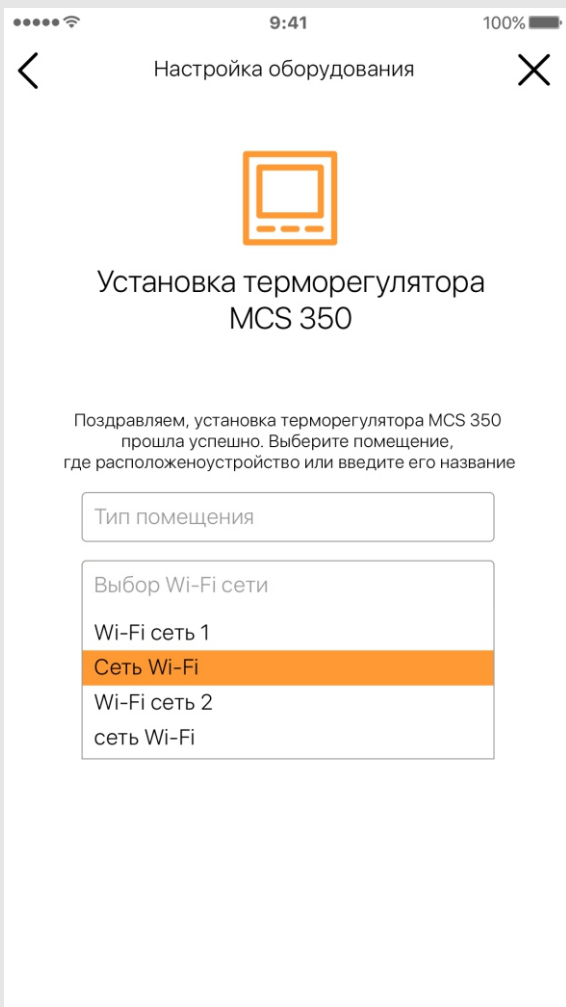 9:41
100%
Настройка оборудования
Установка терморегулятора
MCS 350
Поздравляем, установка терморегулятора MCS 350
прошла успешно. Выберите помещение,
где расположеноустройство или введите его название
Тип помещения
Выбор Wi-Fi сети
Wi-Fi сеть 1
Сеть Wi-Fi
Wi-Fi сеть 2
сеть Wi-Fi